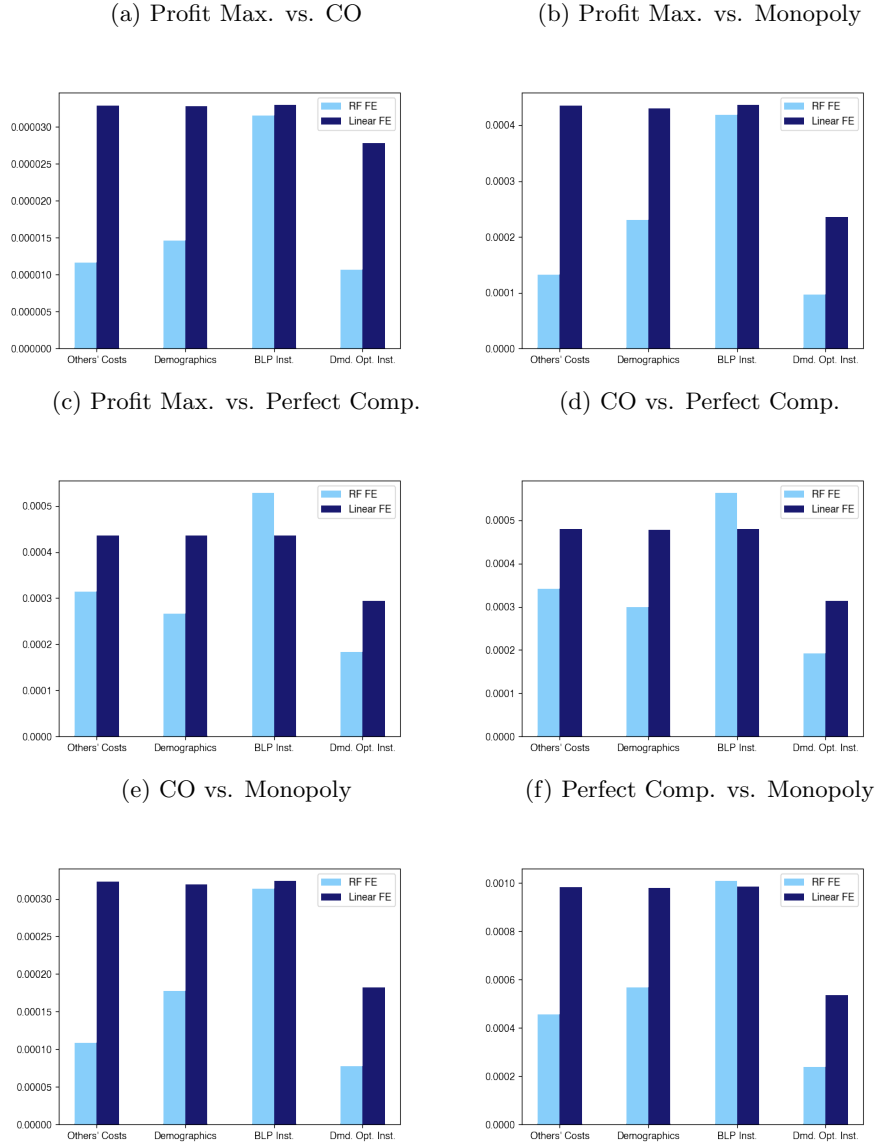 (a) Profit Max. vs. CO
0.000030
0.000025
0.000020
0.000015
0.000010
0.000005
0.000000
RF FE
Linear FE
Others' Costs Demographics BLP Inst. Dmd. Opt. Inst.
(b) Profit Max. vs. Monopoly
0.0004
0.0003
0.0002
0.0001
0.0000
RF FE
Linear FE
Others' Costs Demographics BLP Inst. Dmd. Opt. Inst.
(c) Profit Max. vs. Perfect Comp.
0.0005
0.0004
0.0003
0.0002
0.0001
0.0000
RF FE
Linear FE
Others' Costs Demographics BLP Inst. Dmd. Opt. Inst.
(d) CO vs. Perfect Comp.
0.0005
0.0004
0.0003
0.0002
0.0001
0.0000
RF FE
Linear FE
Others' Costs Demographics BLP Inst. Dmd. Opt. Inst.
(e) CO vs. Monopoly
0.00030
0.00025
0.00020
0.00015
0.00010
0.00005
0.00000
RF FE
Linear FE
Others' Costs Demographics BLP Inst. Dmd. Opt. Inst.
(f) Perfect Comp. vs. Monopoly
0.0010
0.0008
0.0006
0.0004
0.0002
0.0000
RF FE
Linear FE
Others' Costs Demographics BLP Inst. Dmd. Opt. Inst.